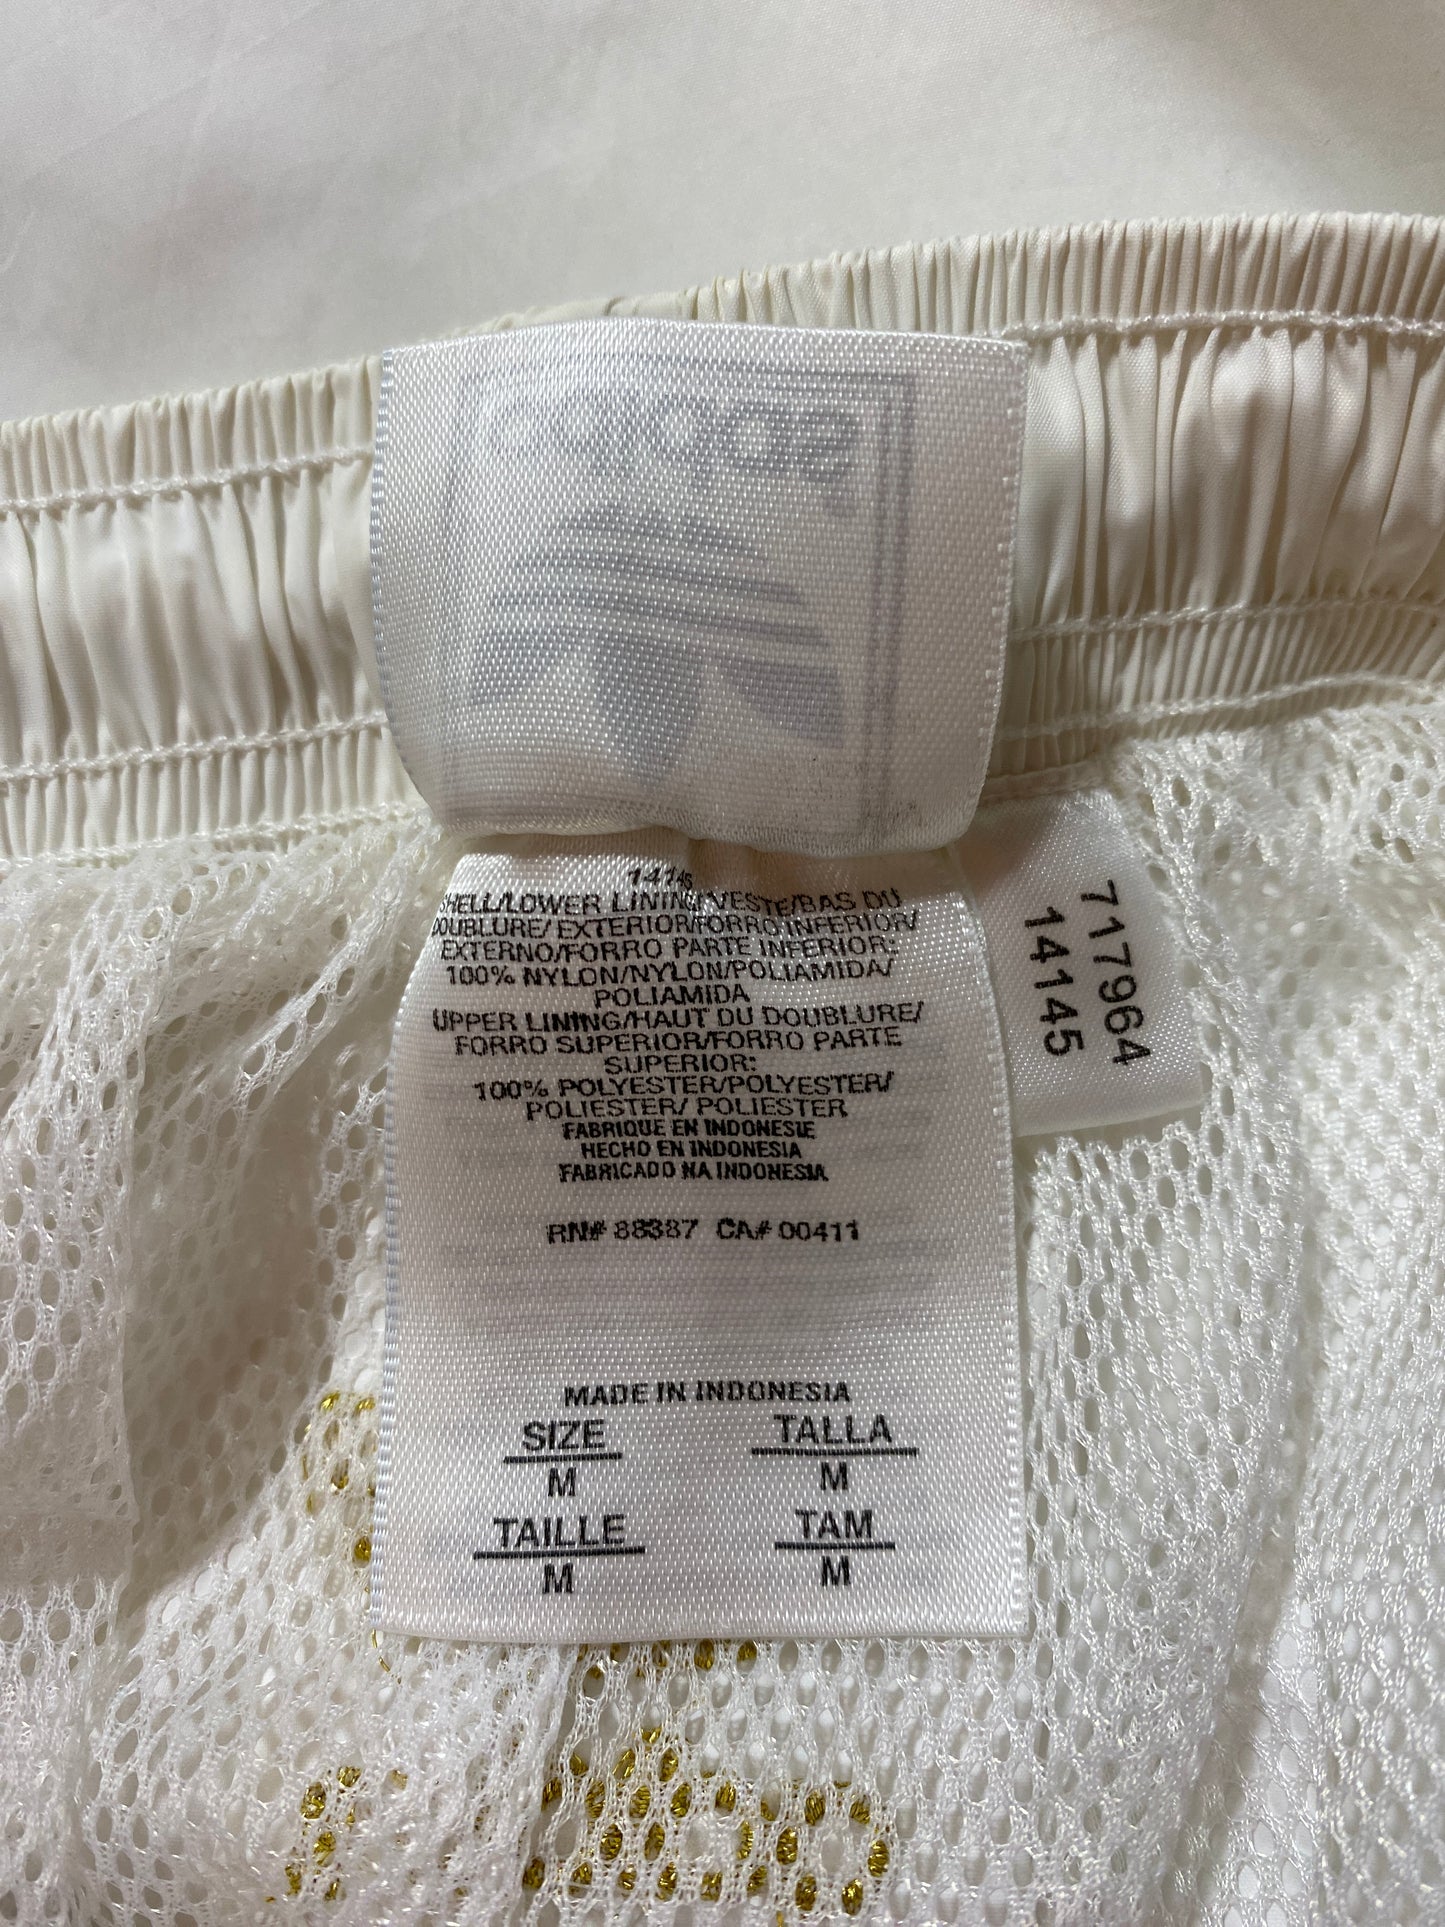 adidas
14145
SHELL/LOWER LINING/VESTE/BAS DU
DOUBLURE/ EXTERIOR/FORRO INFERIOR/
EXTERNO/FORRO PARTE INFERIOR:
100% NYLON/NYLON/POLIAMIDA/
POLIAMIDA
UPPER LINING/HAUT DU DOUBLURE/
FORRO SUPERIOR/FORRO PARTE
SUPERIOR:
100% POLYESTER/POLYESTER/
POLIESTER/ POLIESTER
FABRIQUE EN INDONESIE
HECHO EN INDONESIA
FABRICADO NA INDONESIA
RN# 88387 CA# 00411
MADE IN INDONESIA
SIZE TALLA
M M
TAILLE TAM
M M
717964
14145